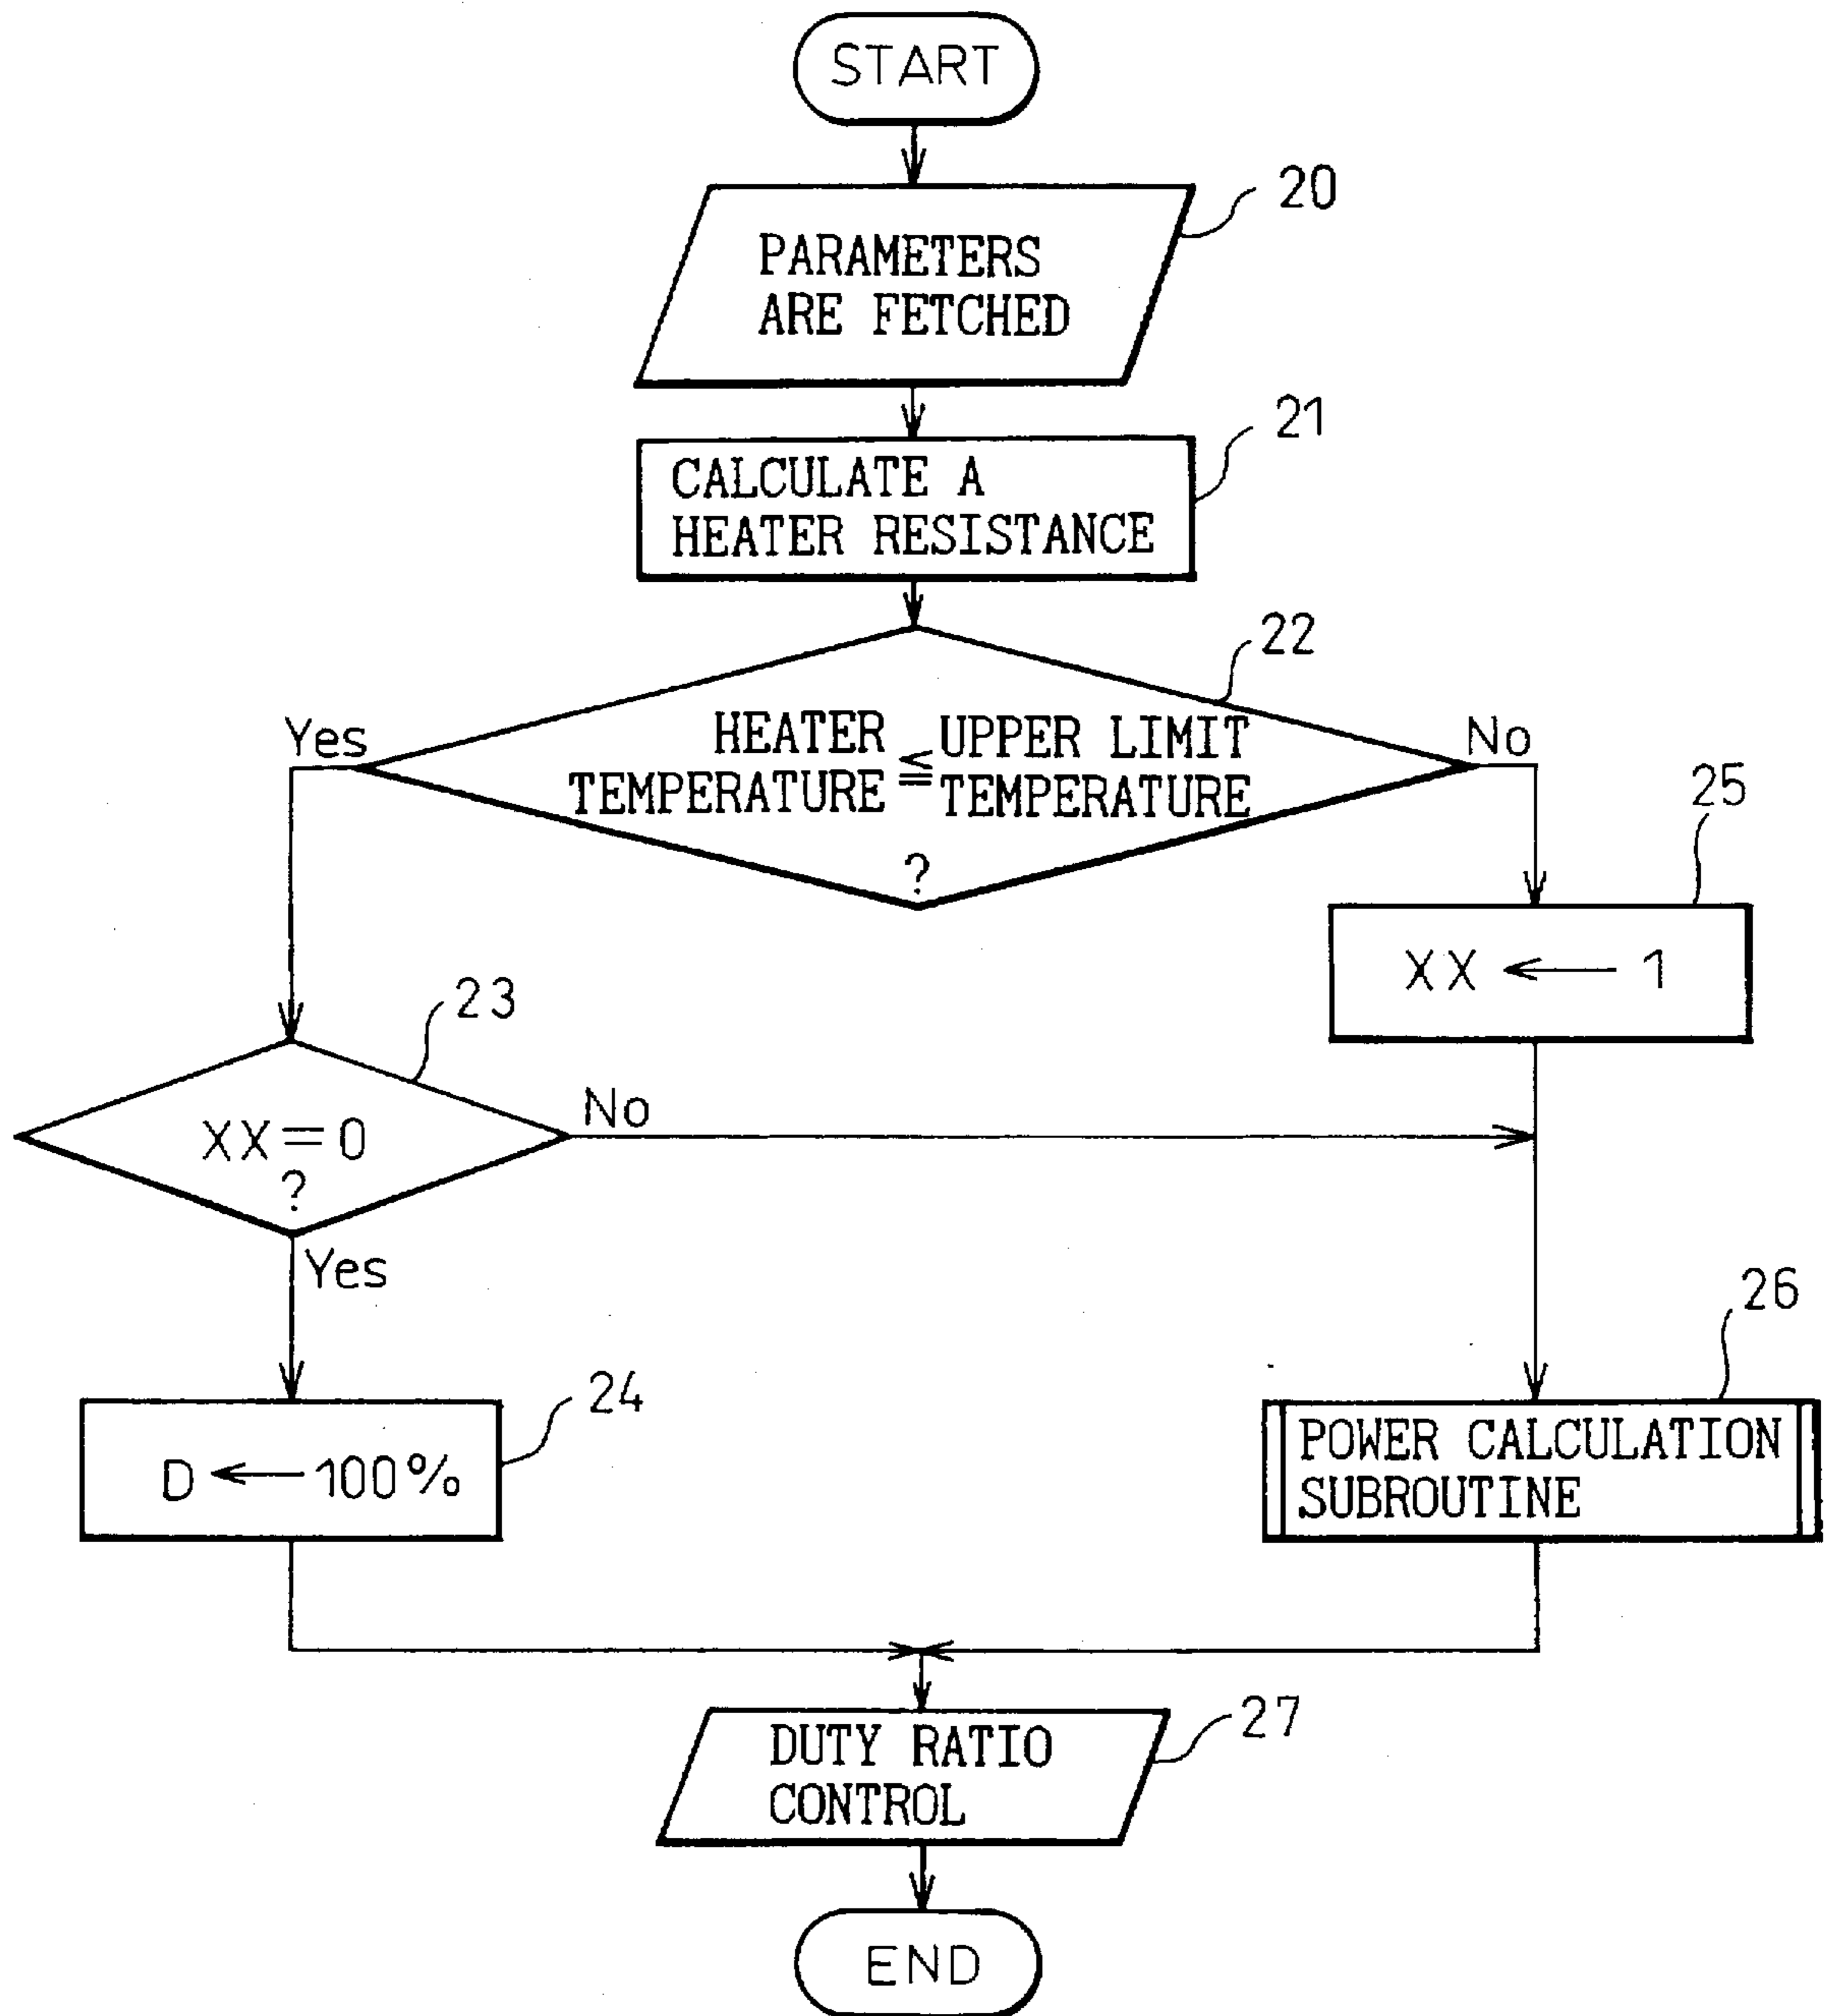 START
20
PARAMETERS
ARE FETCHED
21
CALCULATE A
HEATER RESISTANCE
22
Yes
HEATER
TEMPERATURE
≦
UPPER LIMIT
TEMPERATURE
?
No
25
XX ← 1
23
XX=0
?
No
Yes
24
D ← 100%
26
POWER CALCULATION
SUBROUTINE
27
DUTY RATIO
CONTROL
END